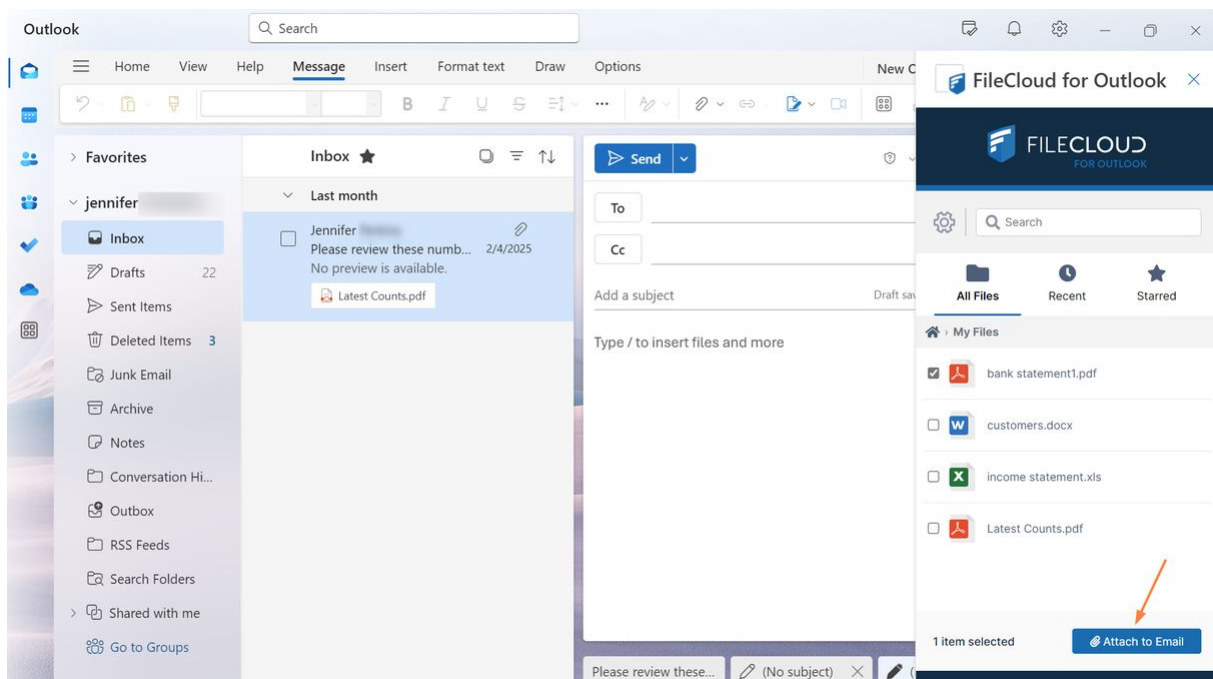 Outlook
Search
Home View Help Message Insert Format text Draw Options
New C
B I U S
Favorites
jennifer
Inbox
Drafts 22
Sent Items
Deleted Items 3
Junk Email
Archive
Notes
Conversation Hi...
Outbox
RSS Feeds
Search Folders
Shared with me
Go to Groups
Inbox
Last month
Jennifer
Please review these numb... 2/4/2025
No preview is available.
Latest Counts.pdf
Send
To
Cc
Add a subject Draft sav
Type / to insert files and more
Please review these... (No subject)
FileCloud for Outlook
FILECLOUD
FOR OUTLOOK
Search
All Files Recent Starred
My Files
bank statement1.pdf
W customers.docx
X income statement.xls
Latest Counts.pdf
1 item selected Attach to Email